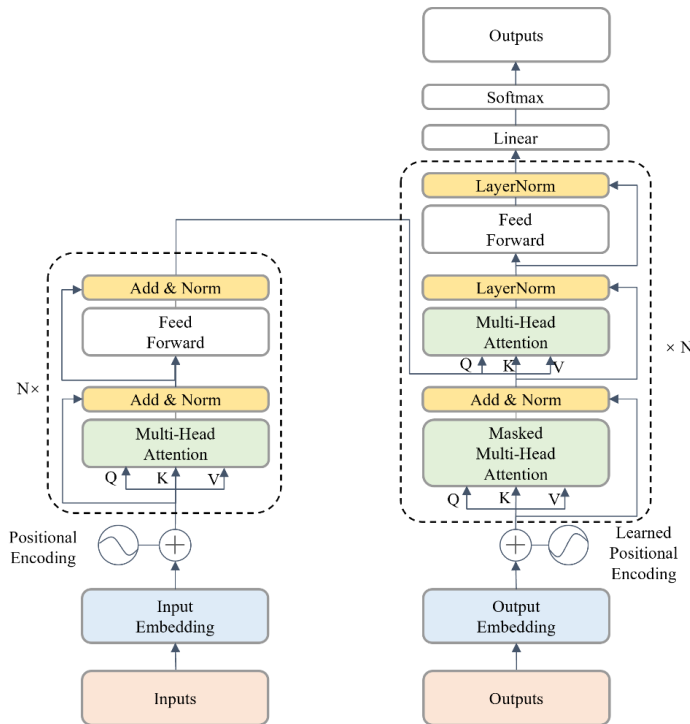 Outputs
Softmax
Linear
LayerNorm
Feed
Forward
LayerNorm
Multi-Head
Attention
Q
K
V
× N
Add & Norm
Masked
Multi-Head
Attention
Q
K
V
Learned
Positional
Encoding
Output
Embedding
Outputs
Add & Norm
Feed
Forward
N×
Add & Norm
Multi-Head
Attention
Q
K
V
Positional
Encoding
Input
Embedding
Inputs